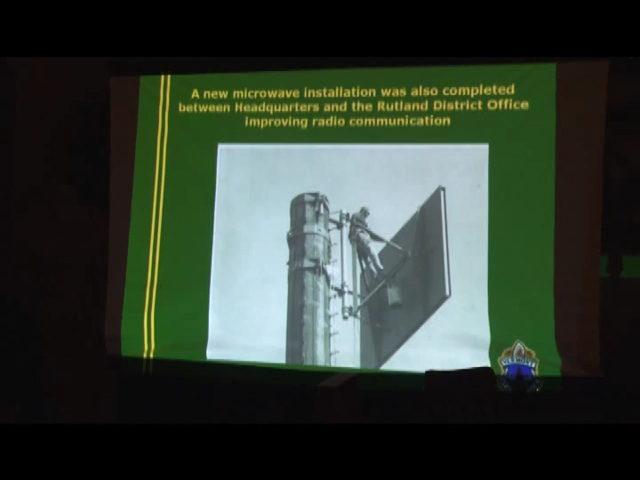 A new microwave installation was also completed
between Headquarters and the Rutland District Office
improving radio communication